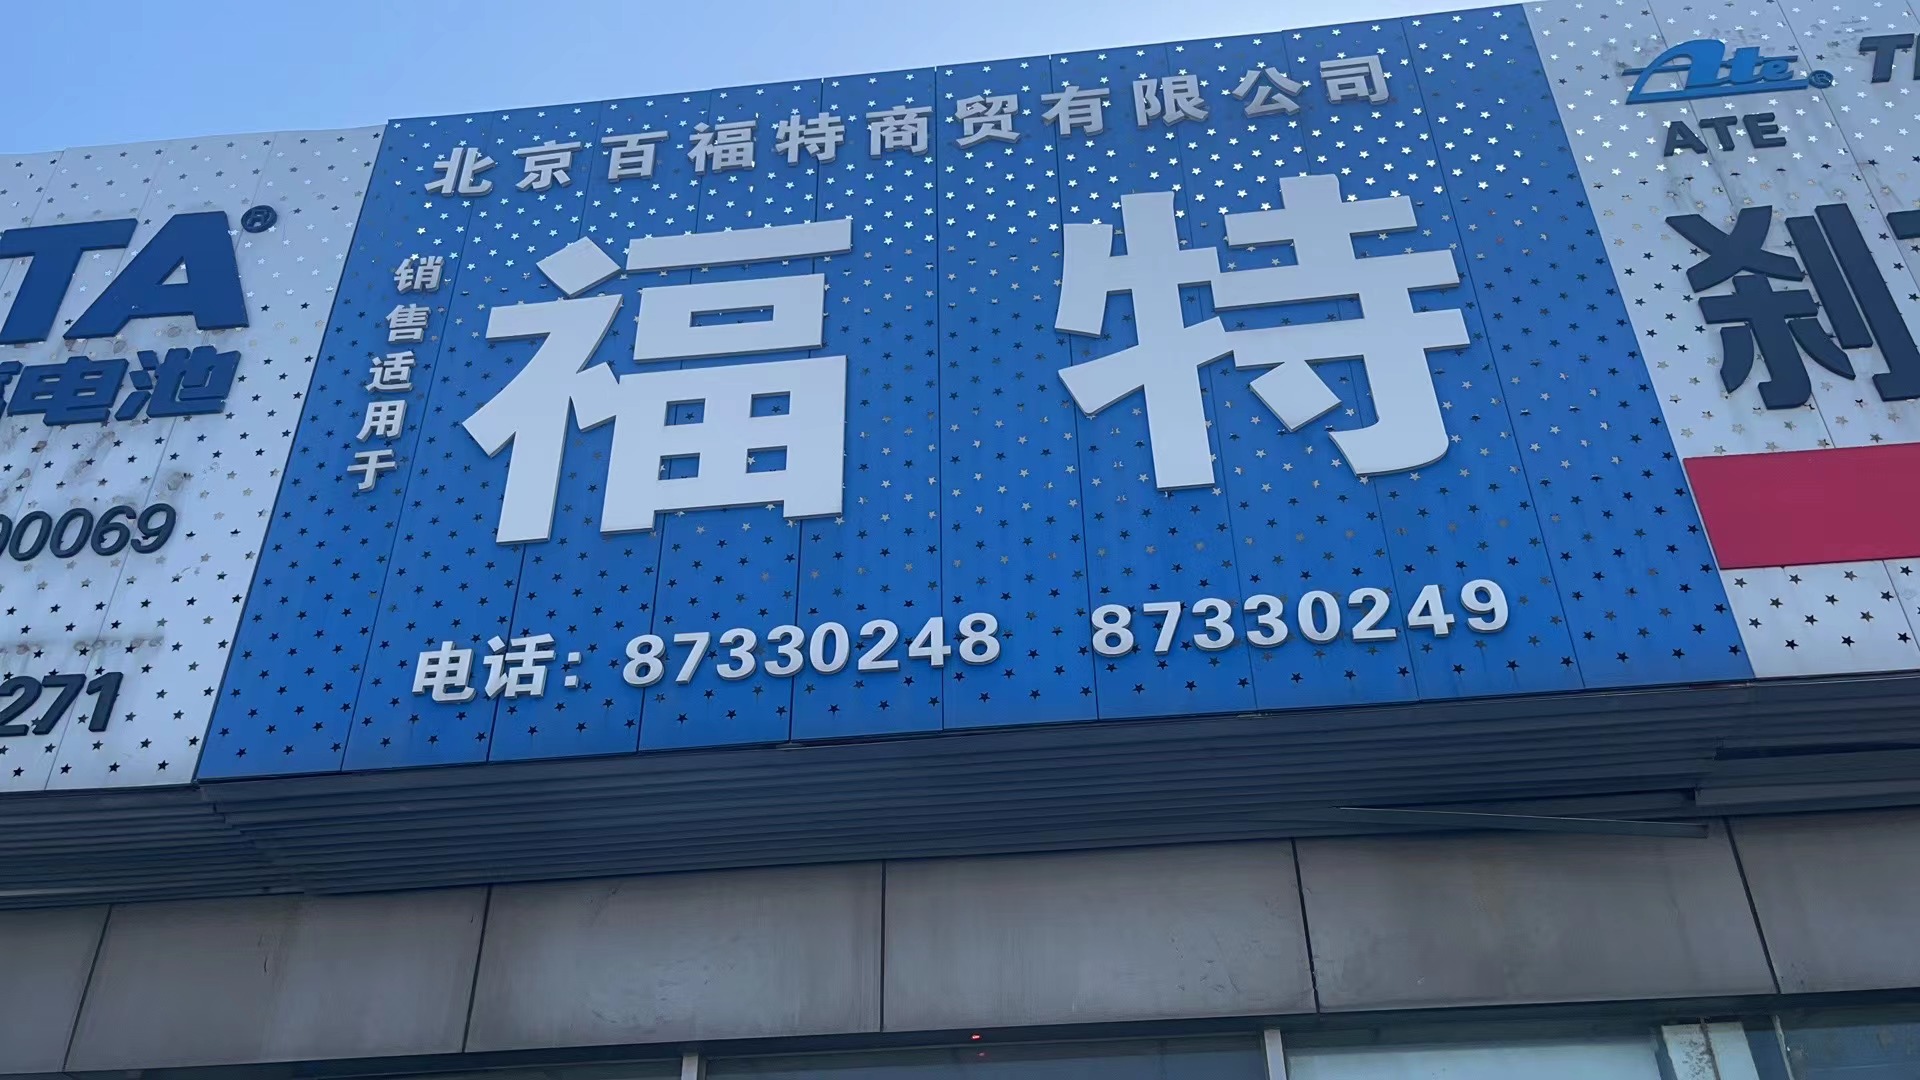 北京百福特商贸有限公司
销售适用于
福特
电话：87330248 87330249
TA®
电池
90069
271
Ate®
ATE
刹